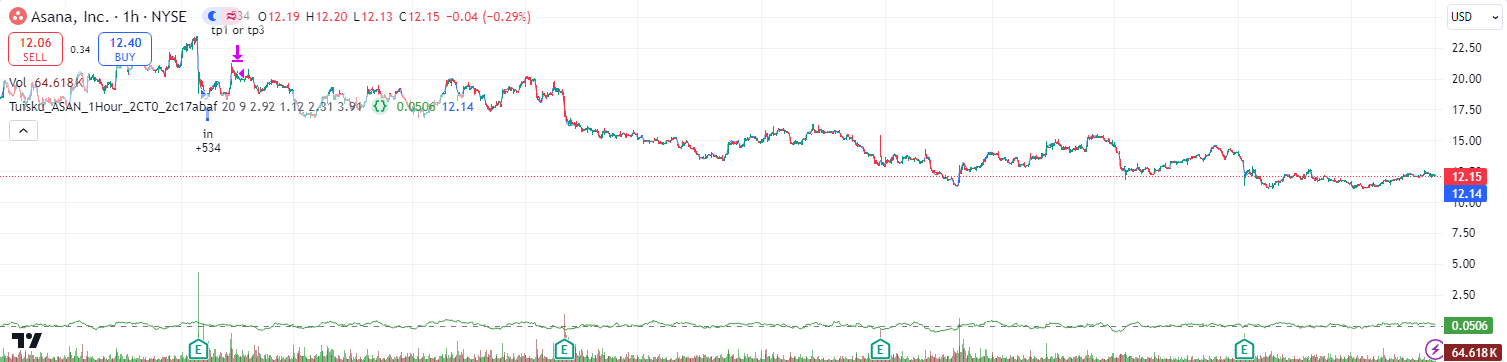 Asana, Inc. · 1h · NYSE O12.19 H12.20 L12.13 C12.15 −0.04 (−0.29%)
USD
tp1 or tp3
12.06
SELL
0.34
12.40
BUY
Vol 64.618K
Tuisku_ASAN_1Hour_2CT0_2c17abaf 20 9 2.92 1.12 2.31 3.91 {} 0.0506 12.14
in
+534
22.50
20.00
17.50
15.00
12.15
12.14
10.00
7.50
5.00
2.50
0.0506
64.618K
E E E E